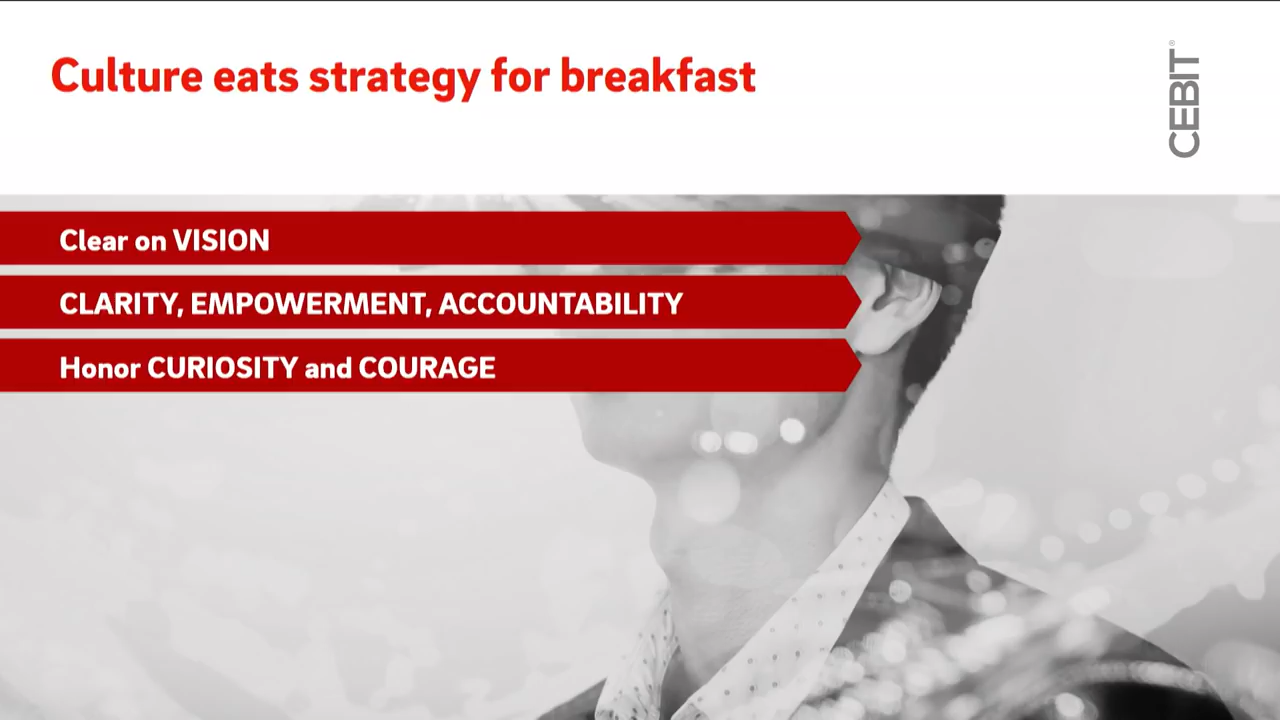 Culture eats strategy for breakfast
CEBIT®
Clear on VISION
CLARITY, EMPOWERMENT, ACCOUNTABILITY
Honor CURIOSITY and COURAGE